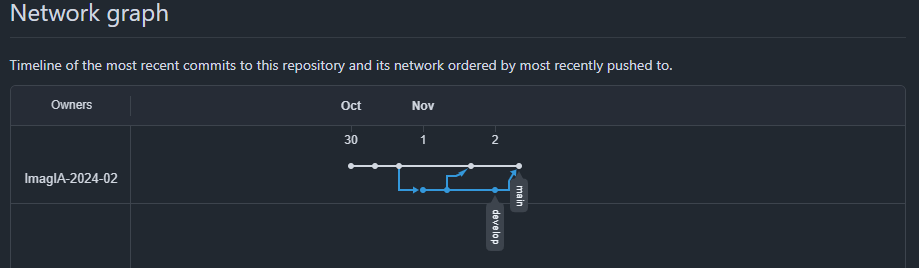 Network graph
Timeline of the most recent commits to this repository and its network ordered by most recently pushed to.
Owners
Oct
Nov
30
1
2
ImagIA-2024-02
main
develop